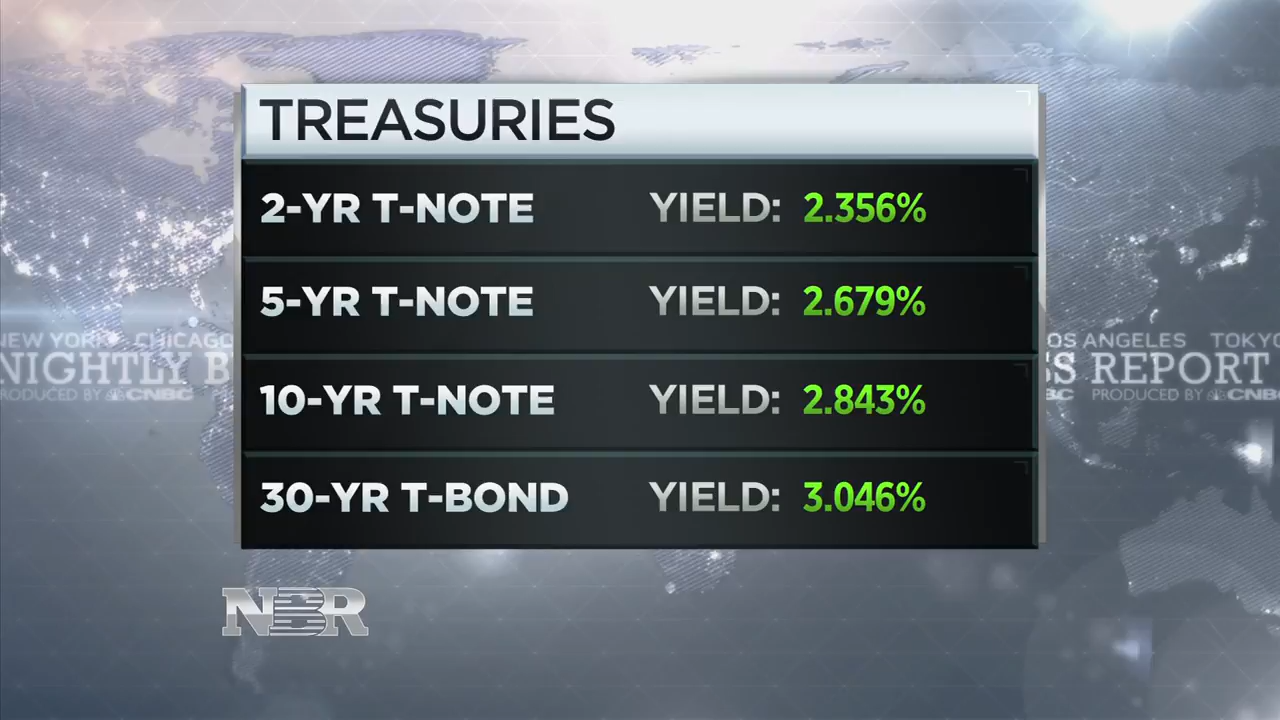 TREASURIES
2-YR T-NOTE YIELD: 2.356%
5-YR T-NOTE YIELD: 2.679%
10-YR T-NOTE YIELD: 2.843%
30-YR T-BOND YIELD: 3.046%
NEW YORK CHICAGO
NIGHTLY B
PRODUCED BY CNBC
OS ANGELES TOKYO
S REPORT
BC PRODUCED BY CNBC
NBR